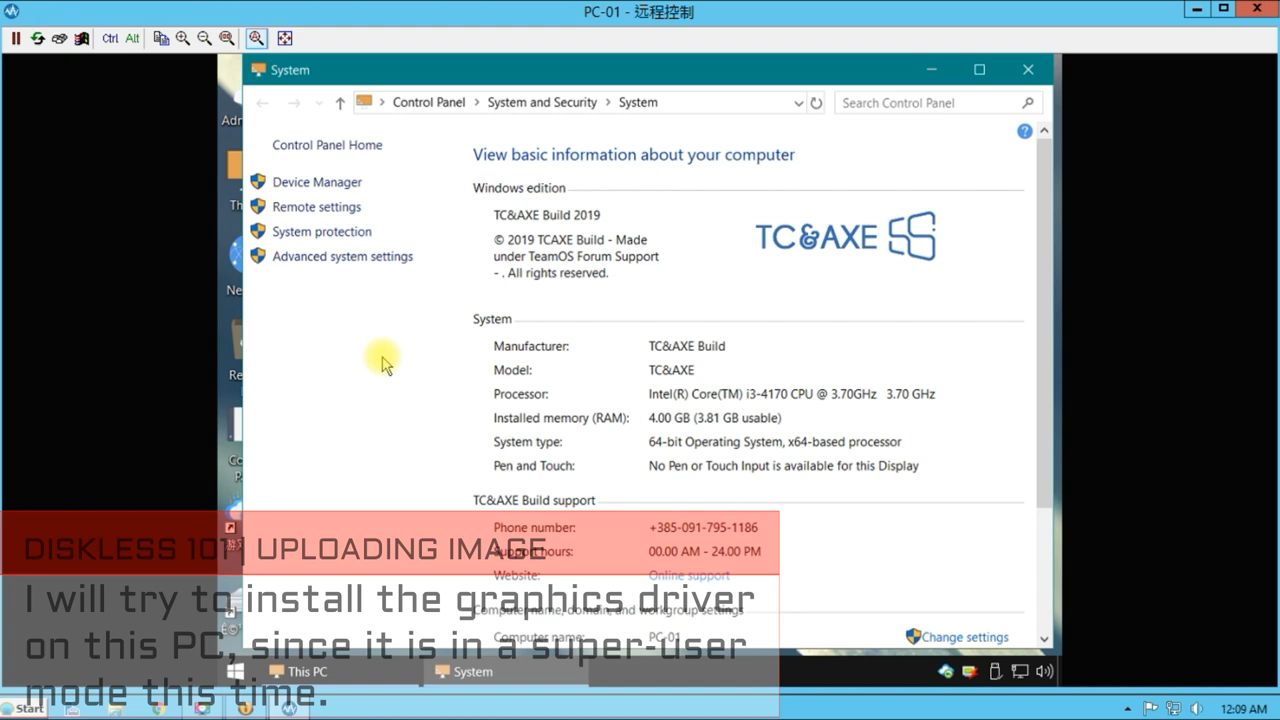 PC-01 - 远程控制
Ctrl Alt
System
Control Panel > System and Security > System
Search Control Panel
Control Panel Home
Device Manager
Remote settings
System protection
Advanced system settings
View basic information about your computer
Windows edition
TC&AXE Build 2019
© 2019 TCAXE Build - Made
under TeamOS Forum Support
- . All rights reserved.
TC&AXE
System
Manufacturer: TC&AXE Build
Model: TC&AXE
Processor: Intel(R) Core(TM) i3-4170 CPU @ 3.70GHz 3.70 GHz
Installed memory (RAM): 4.00 GB (3.81 GB usable)
System type: 64-bit Operating System, x64-based processor
Pen and Touch: No Pen or Touch Input is available for this Display
TC&AXE Build support
Phone number: +385-091-795-1186
Support hours: 00.00 AM - 24.00 PM
Website: Online support
Computer name, domain, and workgroup settings
Computer name: PC-01
Change settings
DISKLESS 101 | UPLOADING IMAGE
I will try to install the graphics driver
on this PC, since it is in a super-user
mode this time.
This PC
System
Start
12:09 AM